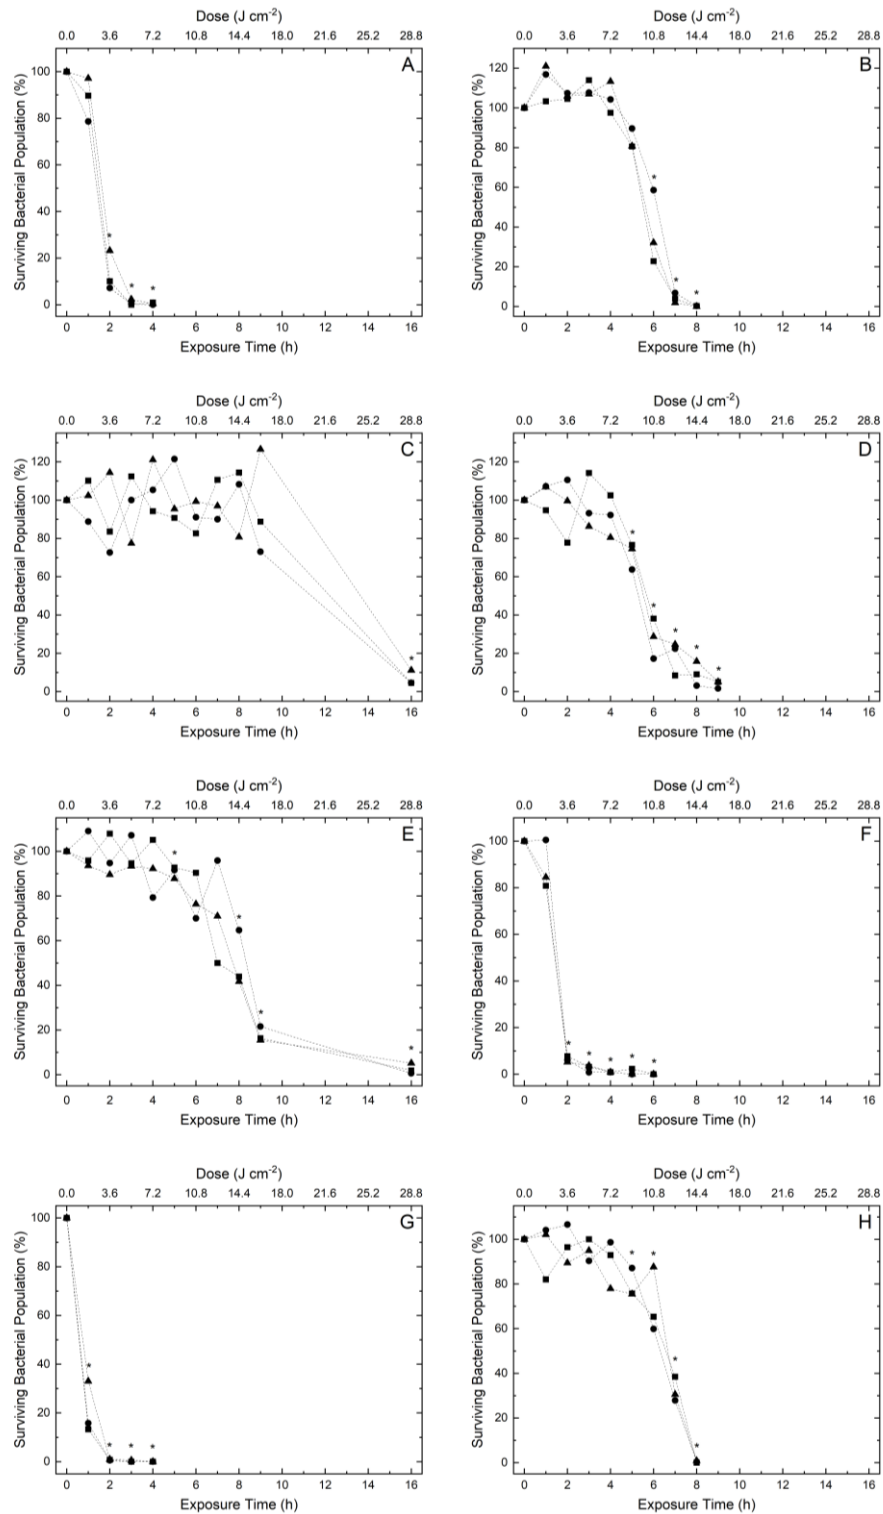 Dose (J cm-2)
0.0 3.6 7.2 10.8 14.4 18.0 21.6 25.2 28.8
A
Surviving Bacterial Population (%)
100
80
60
40
20
0
* * *
0 2 4 6 8 10 12 14 16
Exposure Time (h)
Dose (J cm-2)
0.0 3.6 7.2 10.8 14.4 18.0 21.6 25.2 28.8
B
Surviving Bacterial Population (%)
120
100
80
60
40
20
0
* * *
0 2 4 6 8 10 12 14 16
Exposure Time (h)
Dose (J cm-2)
0.0 3.6 7.2 10.8 14.4 18.0 21.6 25.2 28.8
C
Surviving Bacterial Population (%)
120
100
80
60
40
20
0
*
0 2 4 6 8 10 12 14 16
Exposure Time (h)
Dose (J cm-2)
0.0 3.6 7.2 10.8 14.4 18.0 21.6 25.2 28.8
D
Surviving Bacterial Population (%)
120
100
80
60
40
20
0
* * * * *
0 2 4 6 8 10 12 14 16
Exposure Time (h)
Dose (J cm-2)
0.0 3.6 7.2 10.8 14.4 18.0 21.6 25.2 28.8
E
Surviving Bacterial Population (%)
100
80
60
40
20
0
* * * *
0 2 4 6 8 10 12 14 16
Exposure Time (h)
Dose (J cm-2)
0.0 3.6 7.2 10.8 14.4 18.0 21.6 25.2 28.8
F
Surviving Bacterial Population (%)
100
80
60
40
20
0
* * * * *
0 2 4 6 8 10 12 14 16
Exposure Time (h)
Dose (J cm-2)
0.0 3.6 7.2 10.8 14.4 18.0 21.6 25.2 28.8
G
Surviving Bacterial Population (%)
100
80
60
40
20
0
* * * *
0 2 4 6 8 10 12 14 16
Exposure Time (h)
Dose (J cm-2)
0.0 3.6 7.2 10.8 14.4 18.0 21.6 25.2 28.8
H
Surviving Bacterial Population (%)
100
80
60
40
20
0
* * * *
0 2 4 6 8 10 12 14 16
Exposure Time (h)